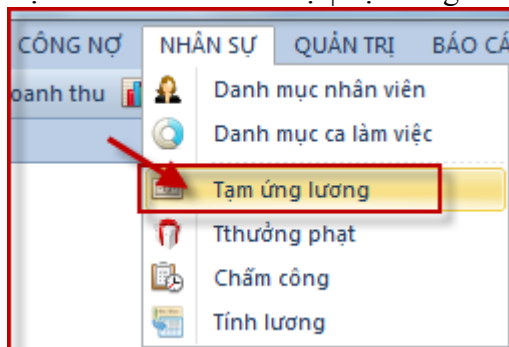 CÔNG NỢ NHÂN SỰ QUẢN TRỊ BÁO CÁ
oanh thu
Danh mục nhân viên
Danh mục ca làm việc
Tạm ứng lương
Tthưởng phạt
Chấm công
Tính lương